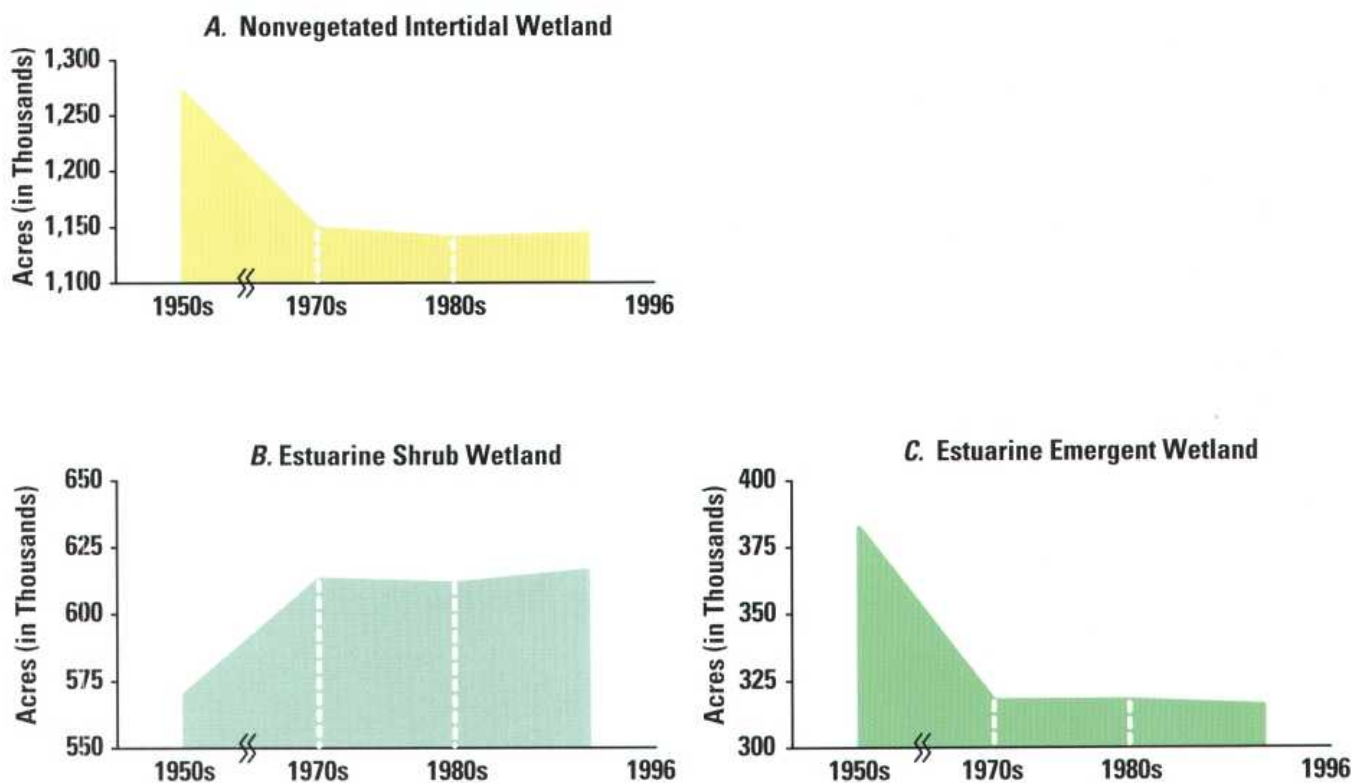 A. Nonvegetated Intertidal Wetland
Acres (in Thousands)
1,300
1,250
1,200
1,150
1,100
1950s 1970s 1980s 1996
B. Estuarine Shrub Wetland
Acres (in Thousands)
650
625
600
575
550
1950s 1970s 1980s 1996
C. Estuarine Emergent Wetland
Acres (in Thousands)
400
375
350
325
300
1950s 1970s 1980s 1996